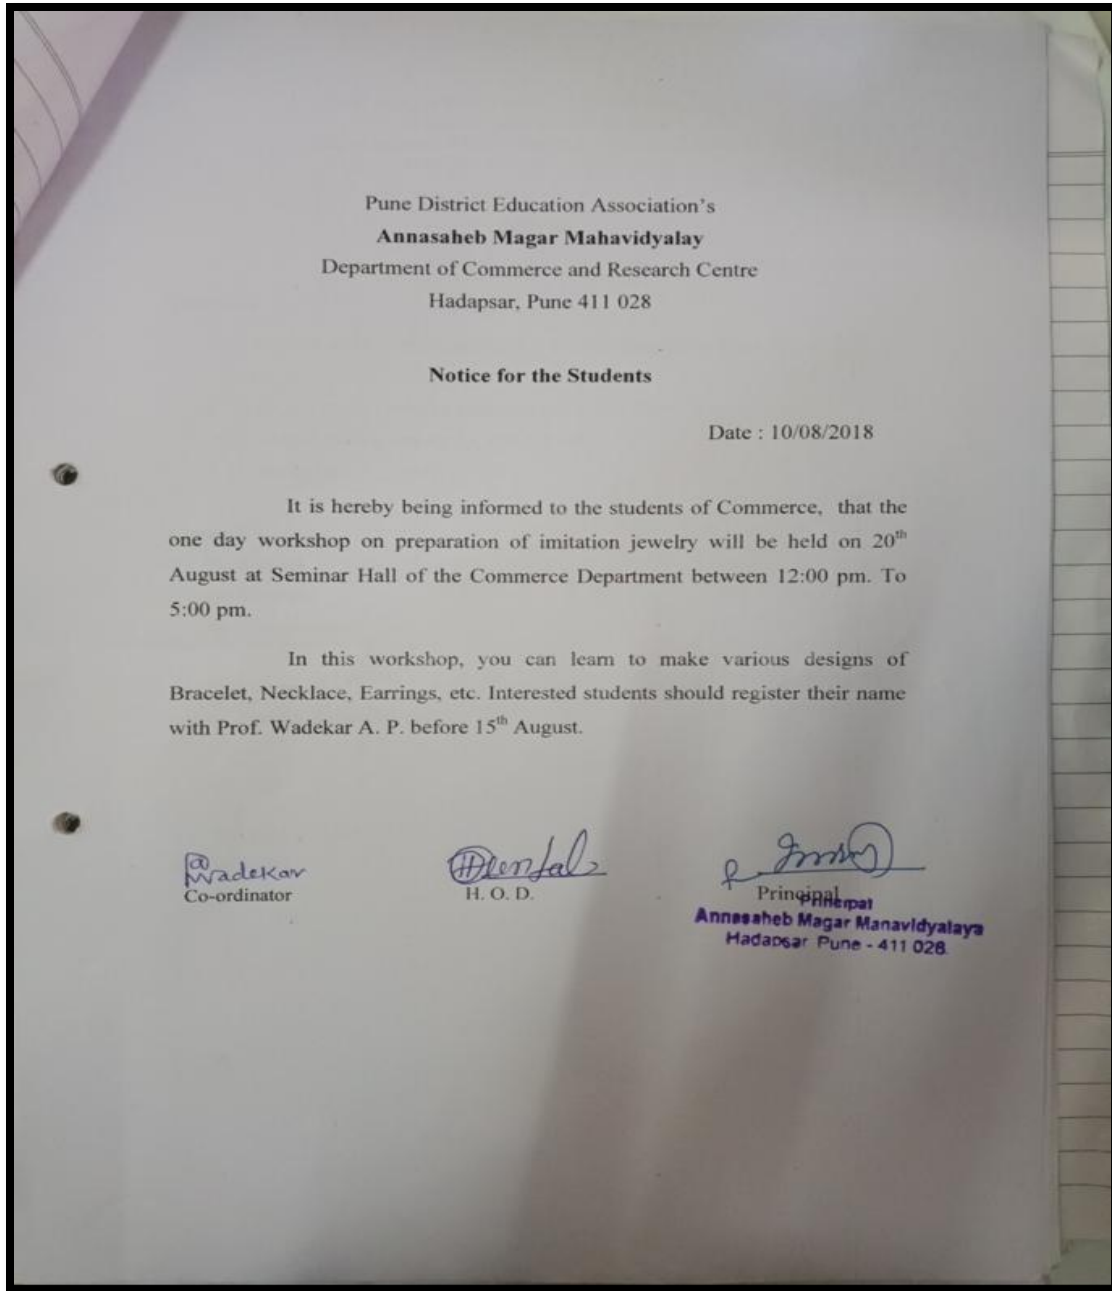 Pune District Education Association's
Annasaheb Magar Mahavidyalay
Department of Commerce and Research Centre
Hadapsar, Pune 411 028
Notice for the Students
Date : 10/08/2018
It is hereby being informed to the students of Commerce, that the
one day workshop on preparation of imitation jewelry will be held on 20th
August at Seminar Hall of the Commerce Department between 12:00 pm. To
5:00 pm.
In this workshop, you can learn to make various designs of
Bracelet, Necklace, Earrings, etc. Interested students should register their name
with Prof. Wadekar A. P. before 15th August.
Wadekar
Co-ordinator
H. O. D.
Principal
Principal
Annasaheb Magar Manavidyalaya
Hadapsar Pune - 411 028.